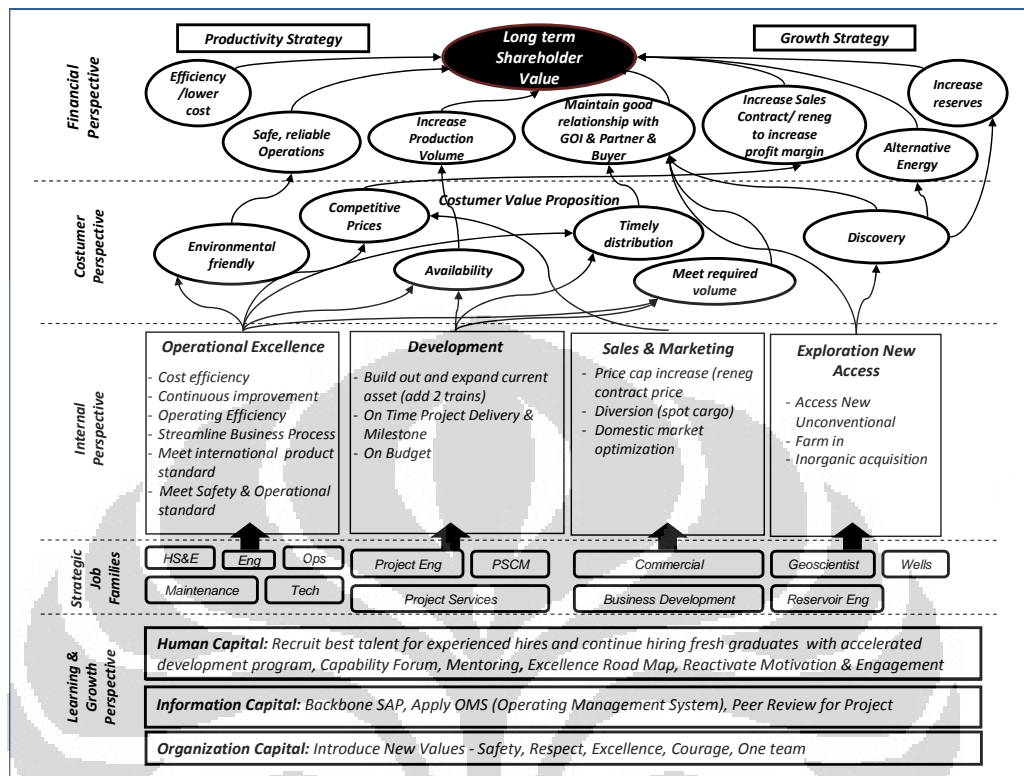 Productivity Strategy
Long term
Shareholder
Value
Growth Strategy
Financial
Perspective
Efficiency
/lower
cost
Safe, reliable
Operations
Increase
Production
Volume
Maintain good
relationship with
GOI & Partner &
Buyer
Increase Sales
Contract/ reneg
to increase
profit margin
Alternative
Energy
Increase
reserves
Costumer
Perspective
Costumer Value Proposition
Environmental
friendly
Competitive
Prices
Availability
Timely
distribution
Meet required
volume
Discovery
Internal
Perspective
Operational Excellence
- Cost efficiency
- Continuous improvement
- Operating Efficiency
- Streamline Business Process
- Meet international product
standard
- Meet Safety & Operational
standard
Development
- Build out and expand current
asset (add 2 trains)
- On Time Project Delivery &
Milestone
- On Budget
Sales & Marketing
- Price cap increase (reneg
contract price
- Diversion (spot cargo)
- Domestic market
optimization
Exploration New
Access
- Access New
Unconventional
- Farm in
- Inorganic acquisition
Strategic
Job
Families
HS&E
Eng
Ops
Maintenance
Tech
Project Eng
PSCM
Project Services
Commercial
Business Development
Geoscientist
Wells
Reservoir Eng
Learning &
Growth
Perspective
Human Capital: Recruit best talent for experienced hires and continue hiring fresh graduates with accelerated
development program, Capability Forum, Mentoring, Excellence Road Map, Reactivate Motivation & Engagement
Information Capital: Backbone SAP, Apply OMS (Operating Management System), Peer Review for Project
Organization Capital: Introduce New Values - Safety, Respect, Excellence, Courage, One team